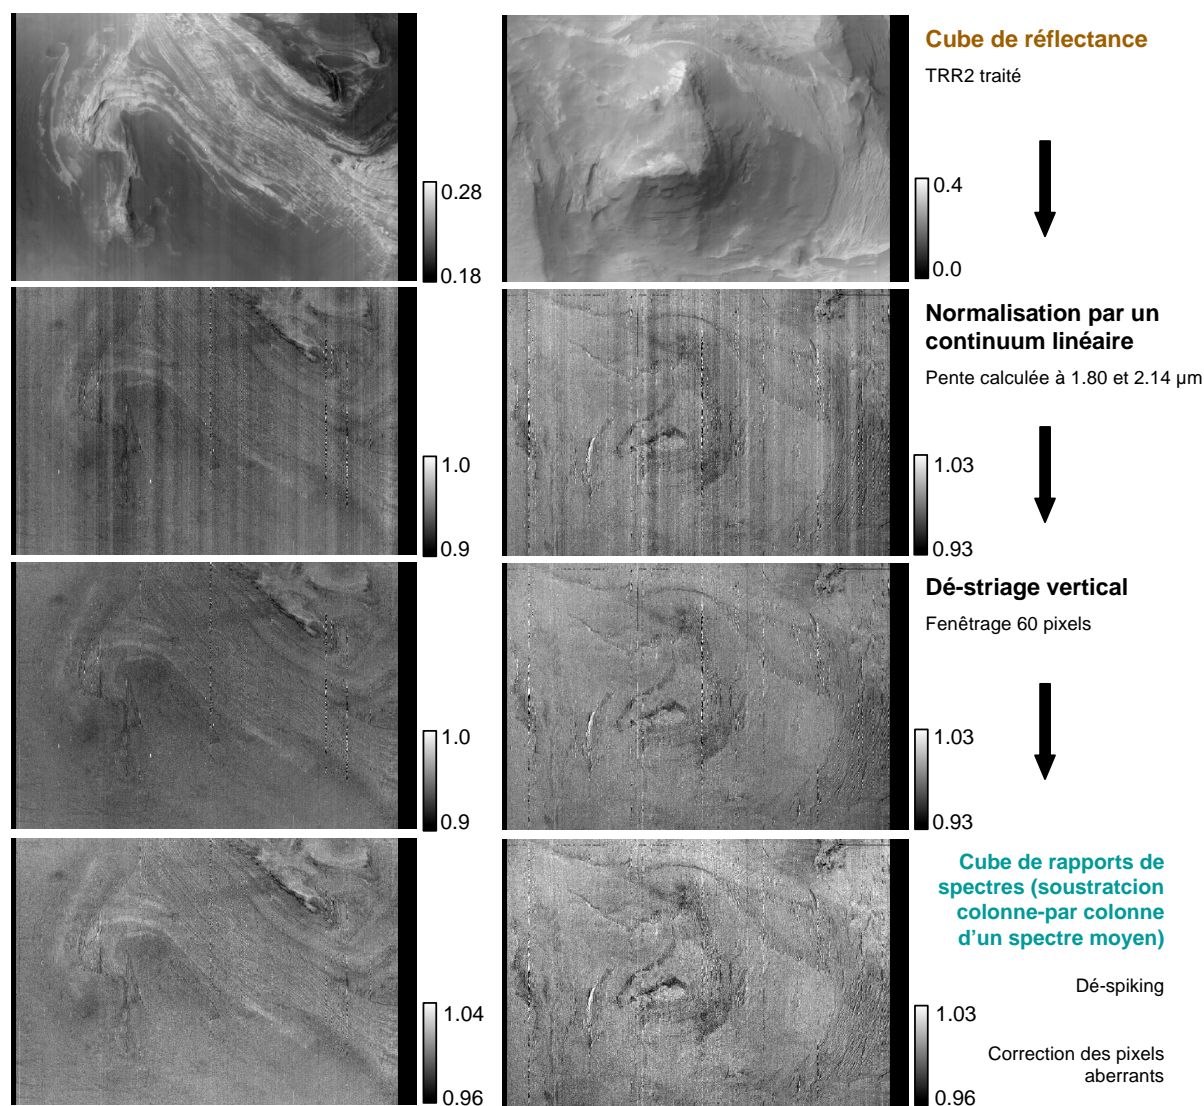 Cube de réflectance
TRR2 traité
0.28
0.18
0.4
0.0
Normalisation par un
continuum linéaire
Pente calculée à 1.80 et 2.14 µm
1.0
0.9
1.03
0.93
Dé-striage vertical
Fenêtrage 60 pixels
1.0
0.9
1.03
0.93
Cube de rapports de
spectres (soustratcion
colonne-par colonne
d'un spectre moyen)
Dé-spiking
1.04
0.96
1.03
0.96
Correction des pixels
aberrants